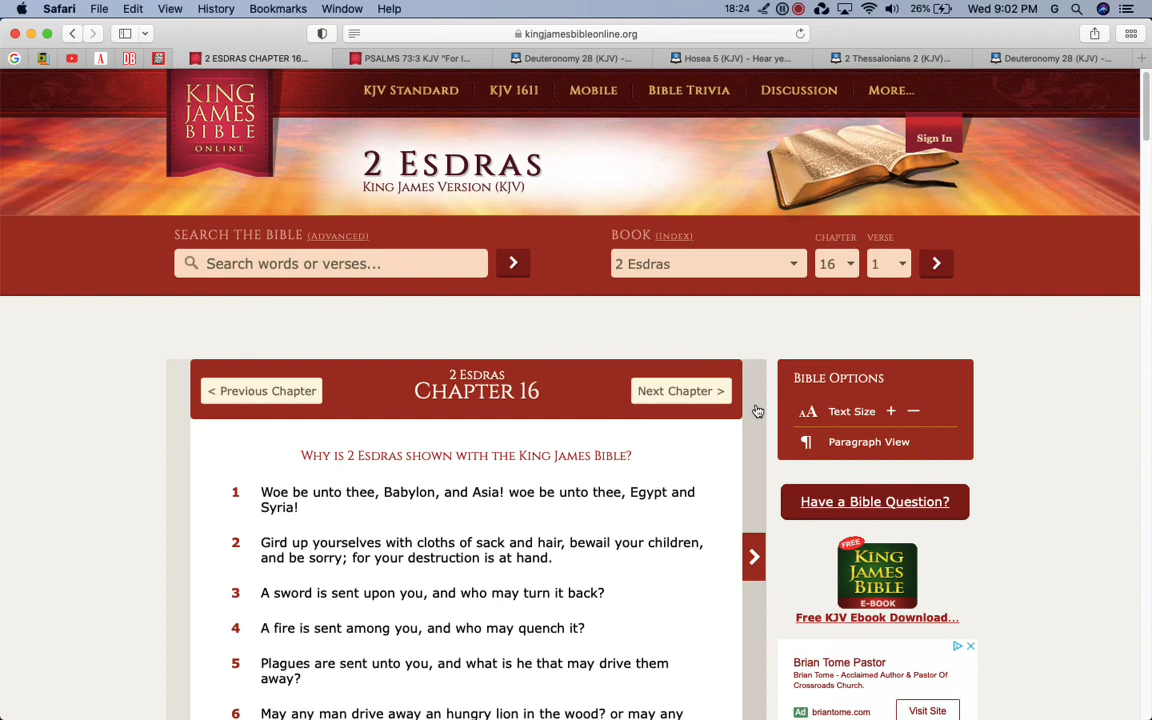 Safari File Edit View History Bookmarks Window Help 18:24 26% Wed 9:02 PM G
kingjamesbibleonline.org
2 ESDRAS CHAPTER 16... PSALMS 73:3 KJV "For I... Deuteronomy 28 (KJV) -... Hosea 5 (KJV) - Hear ye... 2 Thessalonians 2 (KJV)... Deuteronomy 28 (KJV) -...
KING
JAMES
BIBLE
ONLINE
KJV STANDARD KJV 1611 MOBILE BIBLE TRIVIA DISCUSSION MORE...
Sign In
2 ESDRAS
KING JAMES VERSION (KJV)
SEARCH THE BIBLE (ADVANCED) BOOK (INDEX) CHAPTER VERSE
Search words or verses... 2 Esdras 16 1
2 ESDRAS
CHAPTER 16
< Previous Chapter Next Chapter >
BIBLE OPTIONS
AA Text Size + −
¶ Paragraph View
WHY IS 2 ESDRAS SHOWN WITH THE KING JAMES BIBLE?
1 Woe be unto thee, Babylon, and Asia! woe be unto thee, Egypt and
Syria!
2 Gird up yourselves with cloths of sack and hair, bewail your children,
and be sorry; for your destruction is at hand.
3 A sword is sent upon you, and who may turn it back?
4 A fire is sent among you, and who may quench it?
5 Plagues are sent unto you, and what is he that may drive them
away?
6 May any man drive away an hungry lion in the wood? or may any
Have a Bible Question?
FREE
KING
JAMES
BIBLE
E-BOOK
Free KJV Ebook Download...
Brian Tome Pastor
Brian Tome - Acclaimed Author & Pastor Of
Crossroads Church.
Ad briantome.com Visit Site